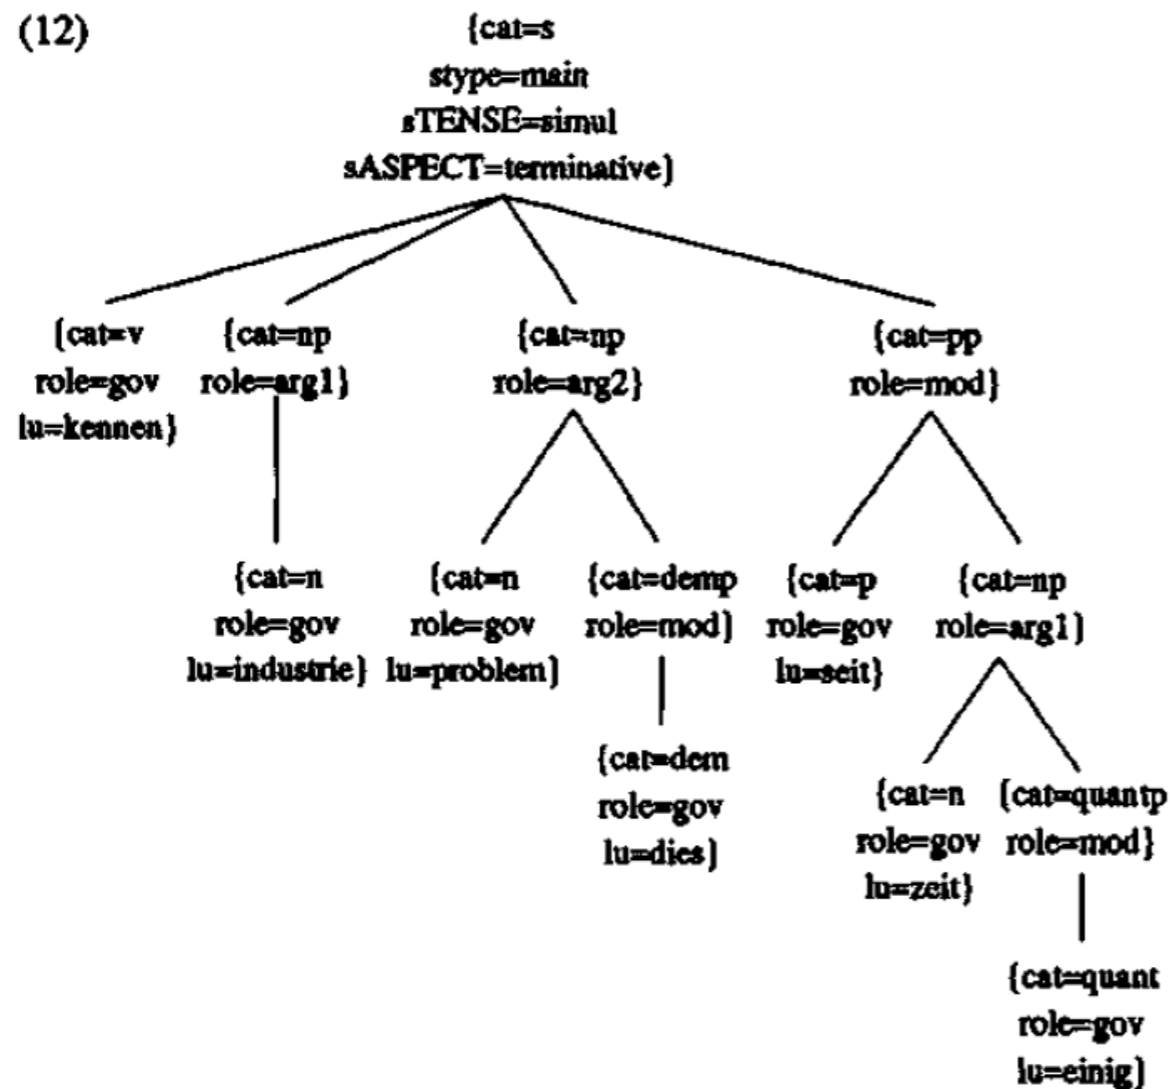 (12)
{cat=s
stype=main
sTENSE=simul
sASPECT=terminative}
{cat=v {cat=np {cat=np {cat=pp
role=gov role=arg1} role=arg2} role=mod}
lu=kennen}
{cat=n {cat=n {cat=demp {cat=p {cat=np
role=gov role=gov role=mod} role=gov role=arg1}
lu=industrie} lu=problem} lu=seit}
{cat=dem
role=gov
lu=dies}
{cat=n {cat=quantp
role=gov role=mod}
lu=zeit}
{cat=quant
role=gov
lu=einig}